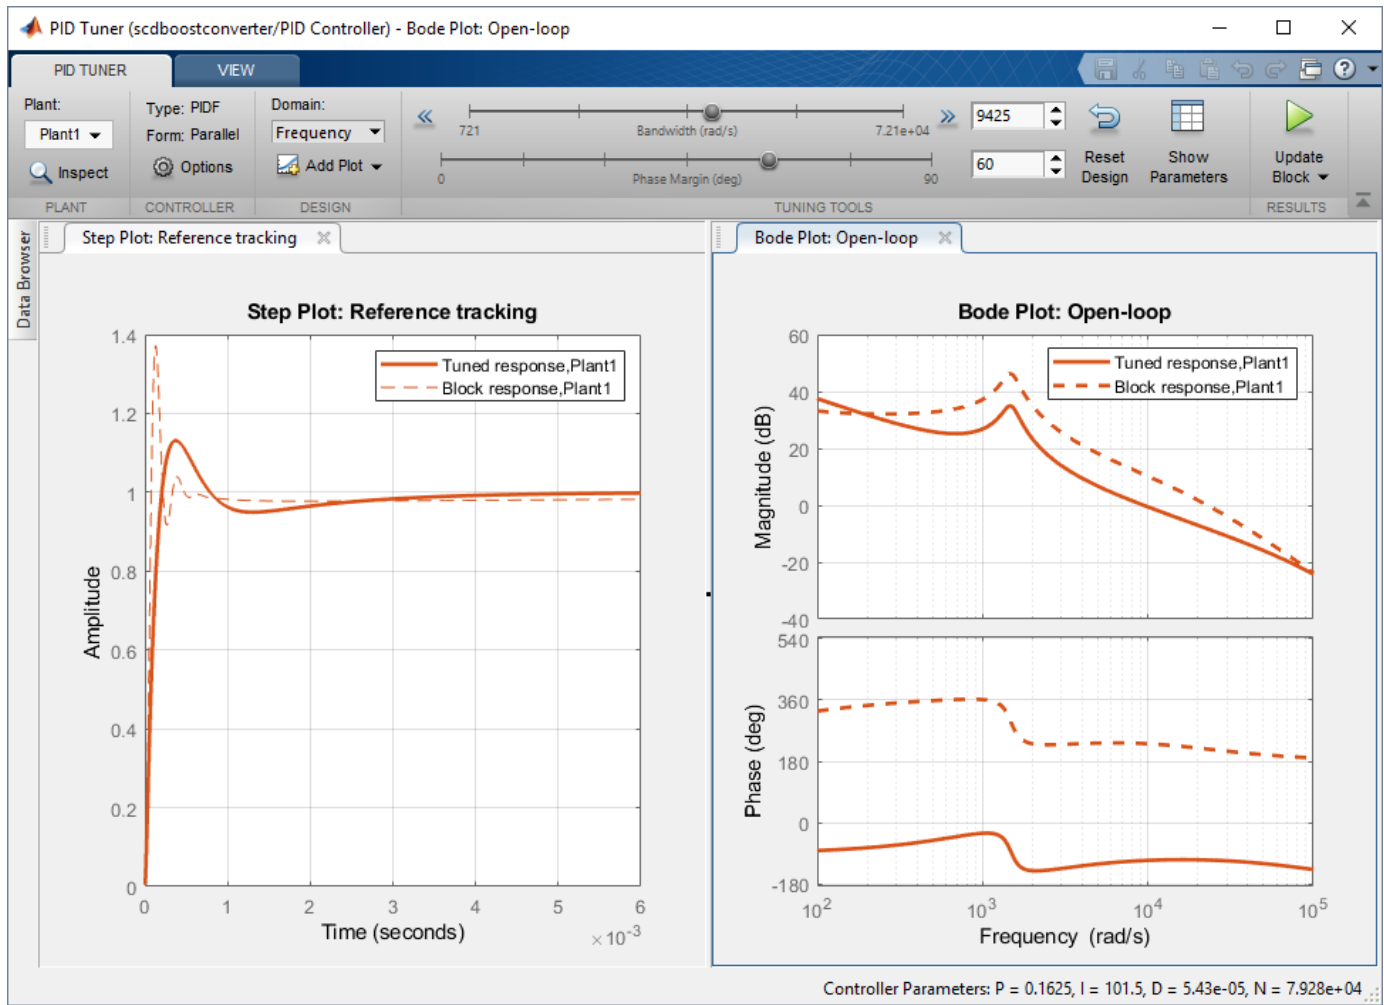 PID Tuner (scdboostconverter/PID Controller) - Bode Plot: Open-loop
PID TUNER
VIEW
Plant:
Plant1
Inspect
PLANT
Type: PIDF
Form: Parallel
Options
CONTROLLER
Domain:
Frequency
Add Plot
DESIGN
721
Bandwidth (rad/s)
7.21e+04
9425
0
Phase Margin (deg)
90
60
Reset
Design
Show
Parameters
TUNING TOOLS
Update
Block
RESULTS
Data Browser
Step Plot: Reference tracking
Step Plot: Reference tracking
Tuned response,Plant1
Block response,Plant1
Amplitude
1.4
1.2
1
0.8
0.6
0.4
0.2
0
0 1 2 3 4 5 6
Time (seconds)
×10⁻³
Bode Plot: Open-loop
Bode Plot: Open-loop
Tuned response,Plant1
Block response,Plant1
Magnitude (dB)
60
40
20
0
-20
-40
Phase (deg)
540
360
180
0
-180
10² 10³ 10⁴ 10⁵
Frequency (rad/s)
Controller Parameters: P = 0.1625, I = 101.5, D = 5.43e-05, N = 7.928e+04